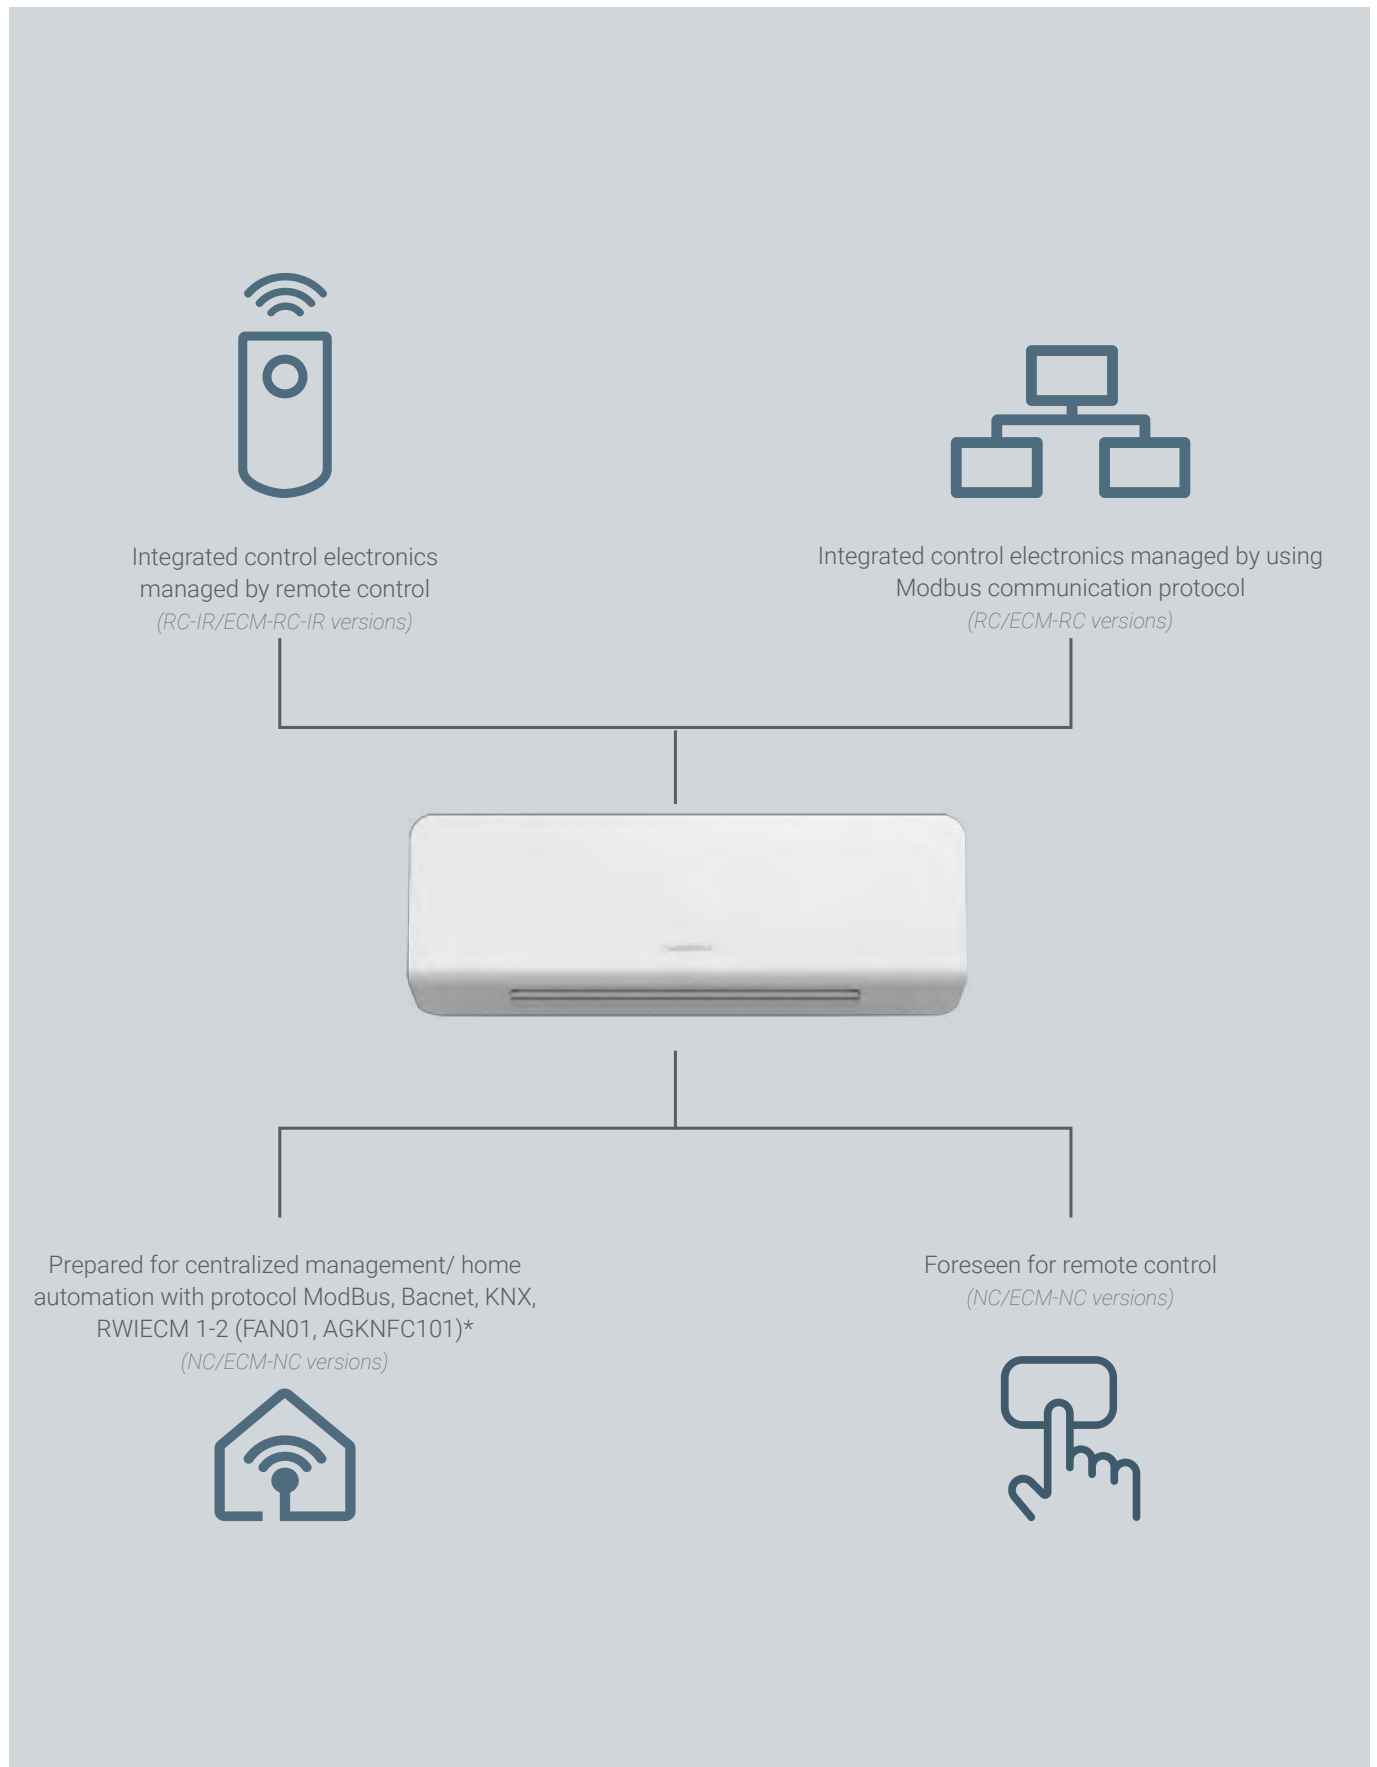 Integrated control electronics
managed by remote control
(RC-IR/ECM-RC-IR versions)
Integrated control electronics managed by using
Modbus communication protocol
(RC/ECM-RC versions)
Prepared for centralized management/ home
automation with protocol ModBus, Bacnet, KNX,
RWIECM 1-2 (FAN01, AGKNFC101)*
(NC/ECM-NC versions)
Foreseen for remote control
(NC/ECM-NC versions)